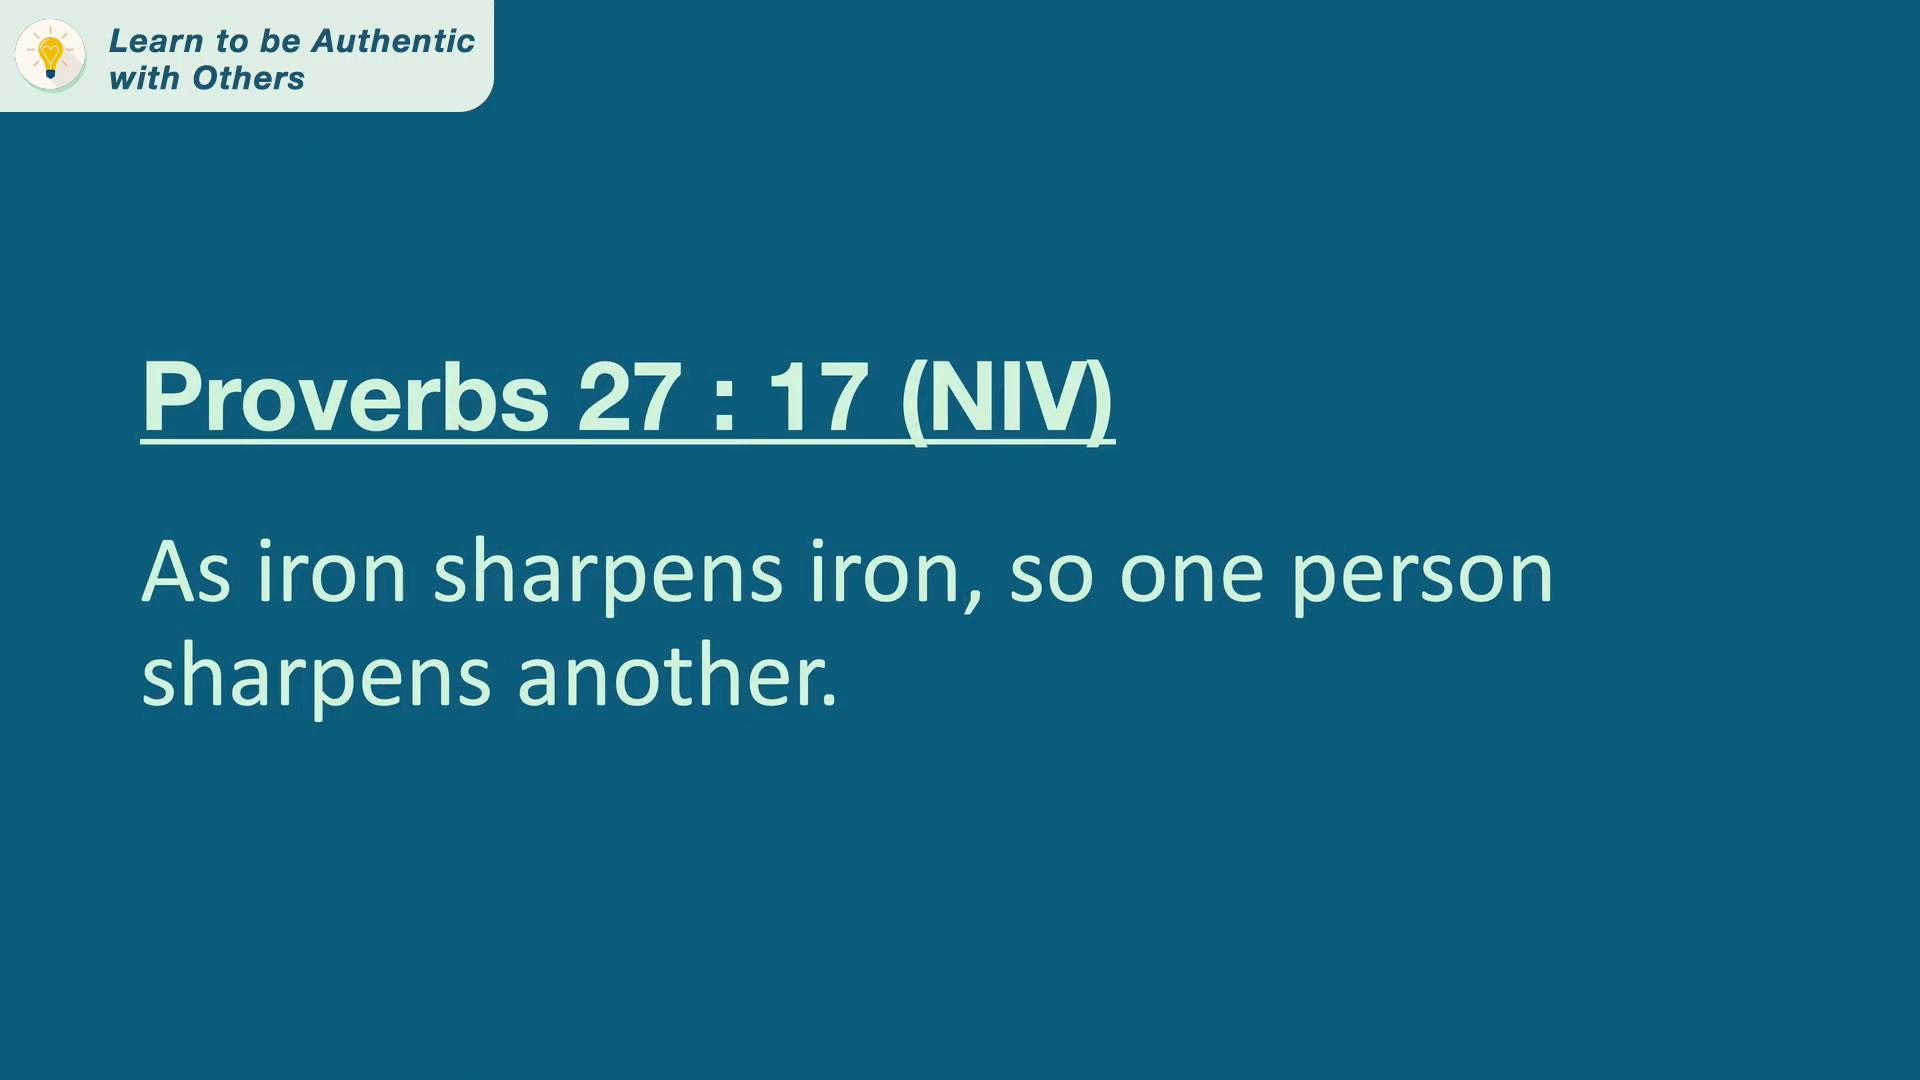 Learn to be Authentic
with Others
Proverbs 27 : 17 (NIV)
As iron sharpens iron, so one person
sharpens another.